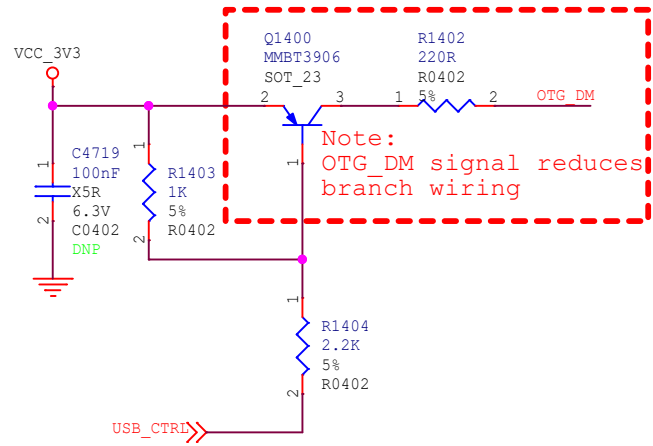 VCC_3V3
Q1400
MMBT3906
SOT_23
2
3
R1402
220R
R0402
5%
1
2
OTG_DM
1
Note:
OTG_DM signal reduces
branch wiring
1
C4719
100nF
X5R
6.3V
C0402
DNP
2
1
R1403
1K
5%
R0402
2
1
R1404
2.2K
5%
R0402
2
USB_CTRL